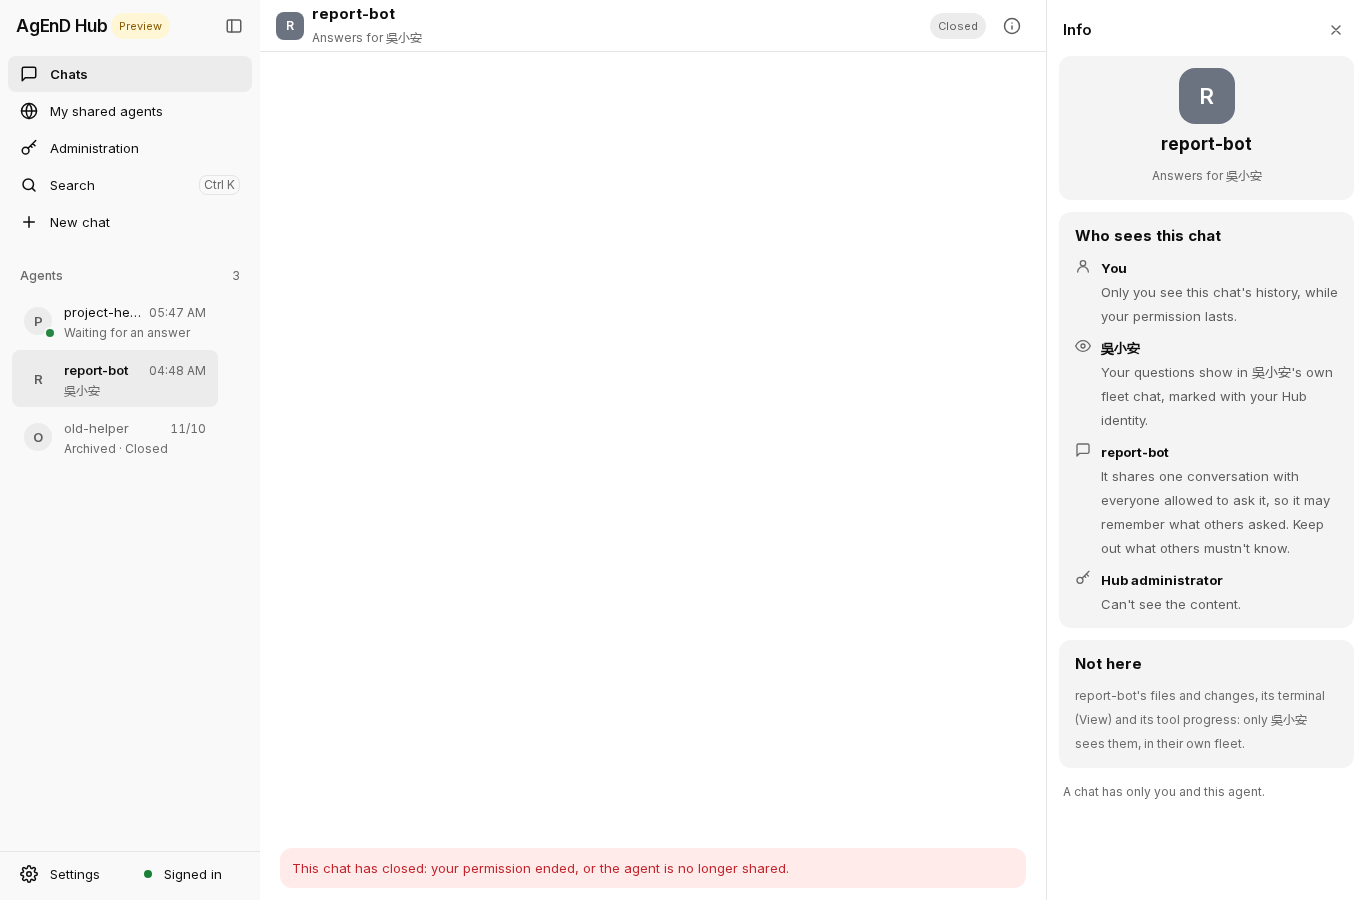 AgEnD Hub
Preview
Chats
My shared agents
Administration
Search
Ctrl K
New chat
Agents
3
P
project-he…
05:47 AM
Waiting for an answer
R
report-bot
04:48 AM
吳小安
O
old-helper
11/10
Archived · Closed
Settings
Signed in
R
report-bot
Answers for 吳小安
Closed
This chat has closed: your permission ended, or the agent is no longer shared.
Info
R
report-bot
Answers for 吳小安
Who sees this chat
You
Only you see this chat's history, while
your permission lasts.
吳小安
Your questions show in 吳小安's own
fleet chat, marked with your Hub
identity.
report-bot
It shares one conversation with
everyone allowed to ask it, so it may
remember what others asked. Keep
out what others mustn't know.
Hub administrator
Can't see the content.
Not here
report-bot's files and changes, its terminal
(View) and its tool progress: only 吳小安
sees them, in their own fleet.
A chat has only you and this agent.